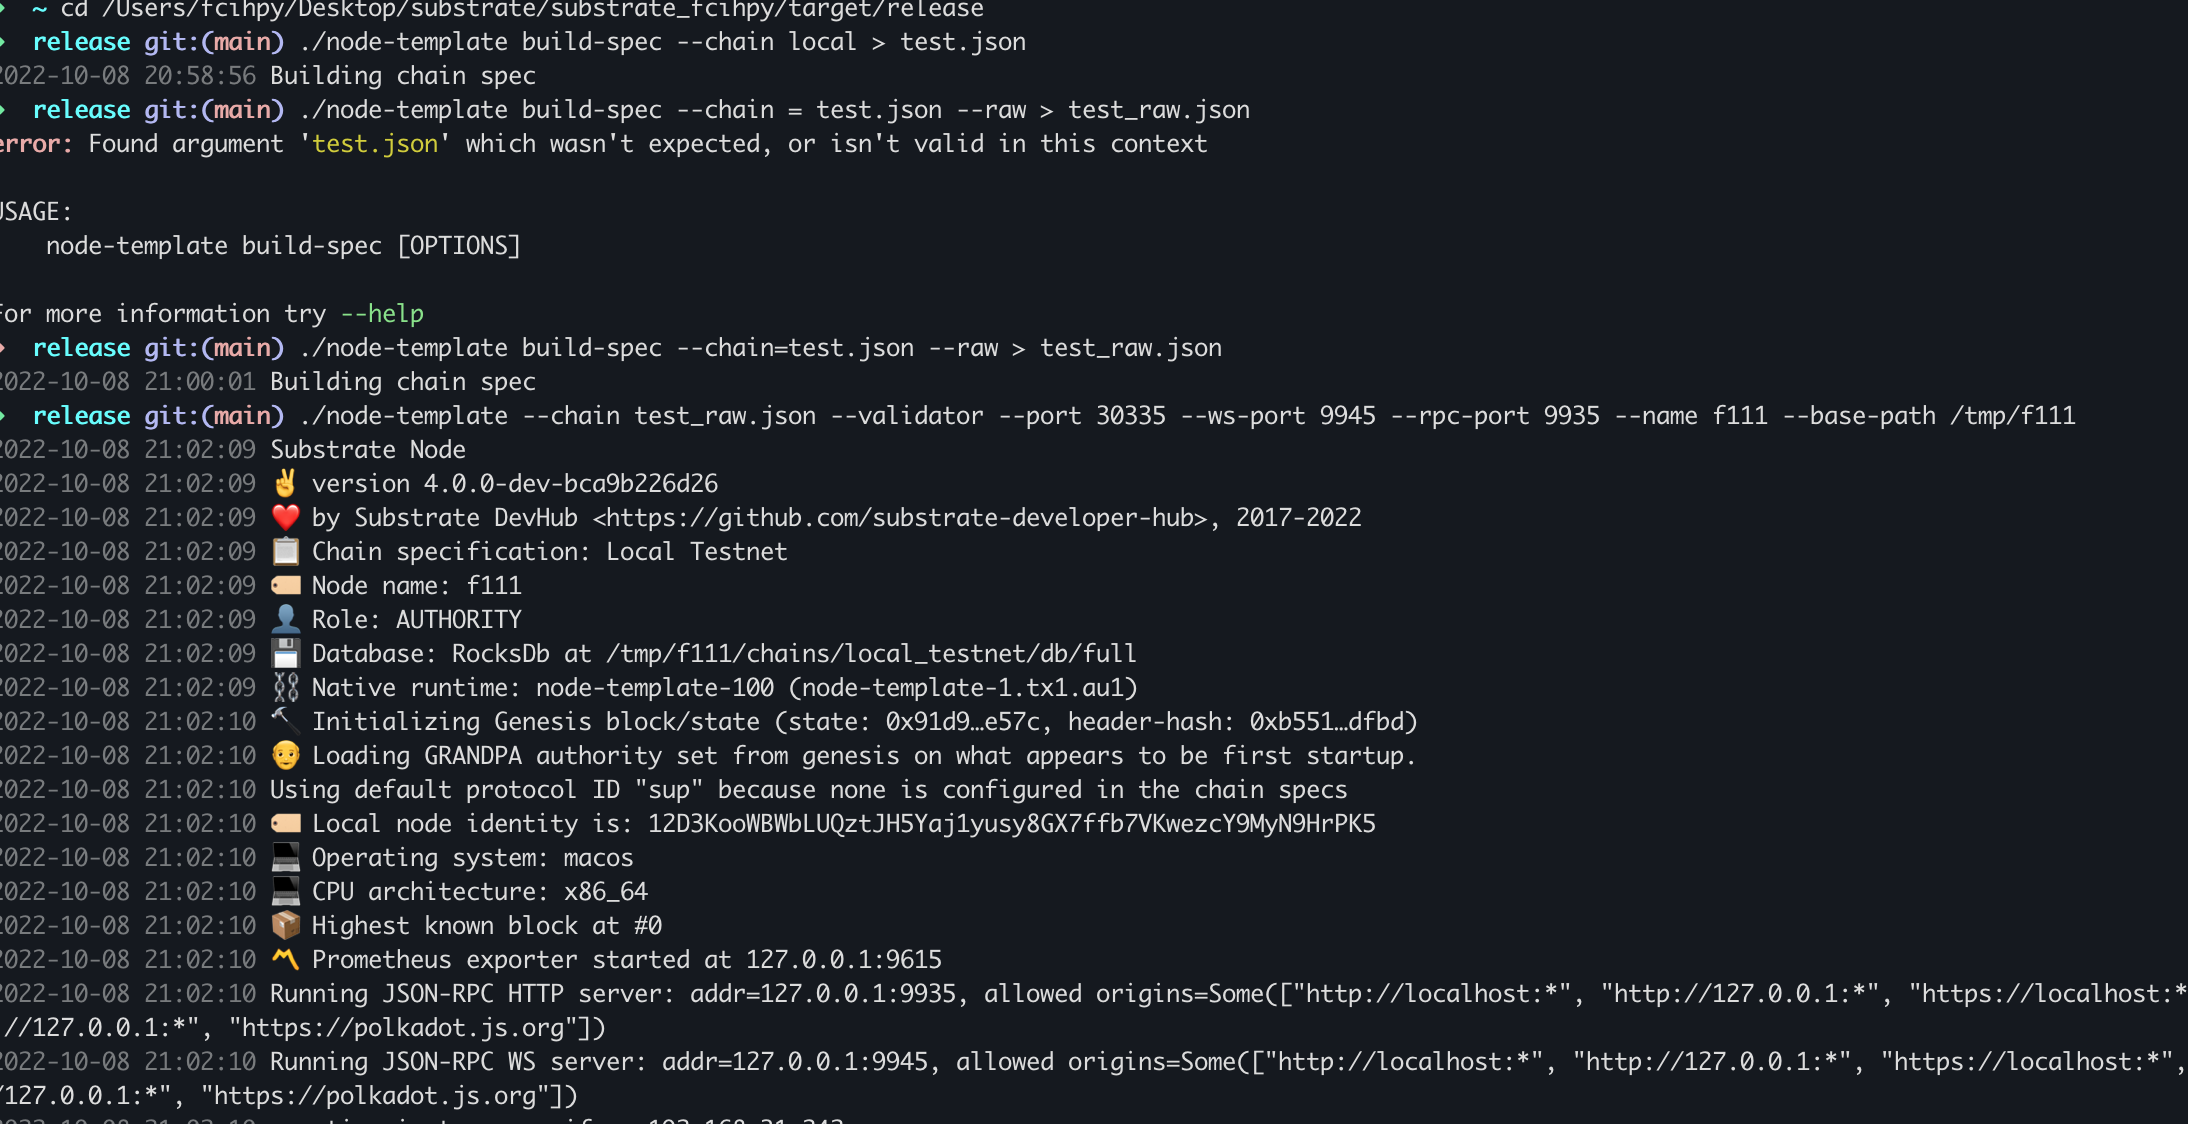 ~ cd /Users/fcihpy/Desktop/substrate/substrate_fcihpy/target/release
release git:(main) ./node-template build-spec --chain local > test.json
2022-10-08 20:58:56 Building chain spec
release git:(main) ./node-template build-spec --chain = test.json --raw > test_raw.json
error: Found argument 'test.json' which wasn't expected, or isn't valid in this context
USAGE:
node-template build-spec [OPTIONS]
For more information try --help
release git:(main) ./node-template build-spec --chain=test.json --raw > test_raw.json
2022-10-08 21:00:01 Building chain spec
release git:(main) ./node-template --chain test_raw.json --validator --port 30335 --ws-port 9945 --rpc-port 9935 --name f111 --base-path /tmp/f111
2022-10-08 21:02:09 Substrate Node
2022-10-08 21:02:09 ✌️ version 4.0.0-dev-bca9b226d26
2022-10-08 21:02:09 ❤️ by Substrate DevHub <https://github.com/substrate-developer-hub>, 2017-2022
2022-10-08 21:02:09 📋 Chain specification: Local Testnet
2022-10-08 21:02:09 🏷 Node name: f111
2022-10-08 21:02:09 👤 Role: AUTHORITY
2022-10-08 21:02:09 💾 Database: RocksDb at /tmp/f111/chains/local_testnet/db/full
2022-10-08 21:02:09 ⛓ Native runtime: node-template-100 (node-template-1.tx1.au1)
2022-10-08 21:02:10 🔨 Initializing Genesis block/state (state: 0x91d9…e57c, header-hash: 0xb551…dfbd)
2022-10-08 21:02:10 👴 Loading GRANDPA authority set from genesis on what appears to be first startup.
2022-10-08 21:02:10 Using default protocol ID "sup" because none is configured in the chain specs
2022-10-08 21:02:10 🏷 Local node identity is: 12D3KooWBWbLUQztJH5Yaj1yusy8GX7ffb7VKwezcY9MyN9HrPK5
2022-10-08 21:02:10 💻 Operating system: macos
2022-10-08 21:02:10 💻 CPU architecture: x86_64
2022-10-08 21:02:10 📦 Highest known block at #0
2022-10-08 21:02:10 〽️ Prometheus exporter started at 127.0.0.1:9615
2022-10-08 21:02:10 Running JSON-RPC HTTP server: addr=127.0.0.1:9935, allowed origins=Some(["http://localhost:*", "http://127.0.0.1:*", "https://localhost:*
://127.0.0.1:*", "https://polkadot.js.org"])
2022-10-08 21:02:10 Running JSON-RPC WS server: addr=127.0.0.1:9945, allowed origins=Some(["http://localhost:*", "http://127.0.0.1:*", "https://localhost:*",
/127.0.0.1:*", "https://polkadot.js.org"])